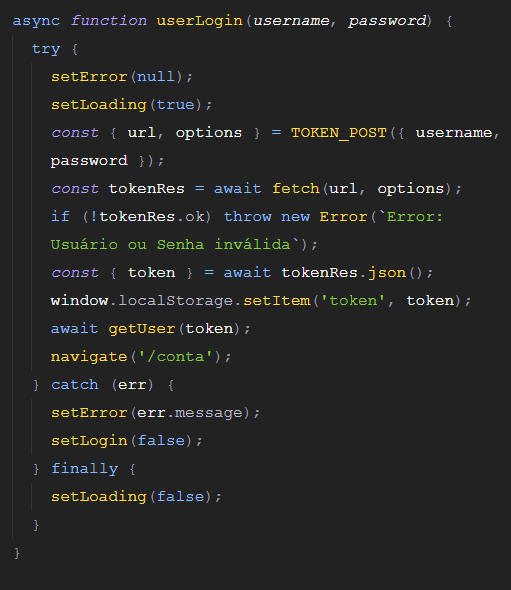 async function userLogin(username, password) {
try {
setError(null);
setLoading(true);
const { url, options } = TOKEN_POST({ username,
password });
const tokenRes = await fetch(url, options);
if (!tokenRes.ok) throw new Error(`Error:
Usuário ou Senha inválida`);
const { token } = await tokenRes.json();
window.localStorage.setItem('token', token);
await getUser(token);
navigate('/conta');
} catch (err) {
setError(err.message);
setLogin(false);
} finally {
setLoading(false);
}
}